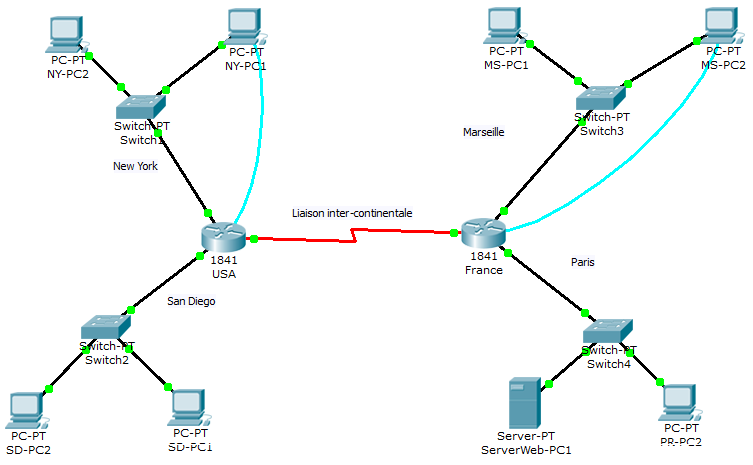 PC-PT
NY-PC2
PC-PT
NY-PC1
PC-PT
MS-PC1
PC-PT
MS-PC2
Switch-PT
Switch1
Switch-PT
Switch3
Marseille
New York
Liaison inter-continentale
1841
USA
1841
France
Paris
San Diego
Switch-PT
Switch2
Switch-PT
Switch4
PC-PT
SD-PC2
PC-PT
SD-PC1
Server-PT
ServerWeb-PC1
PC-PT
PR-PC2